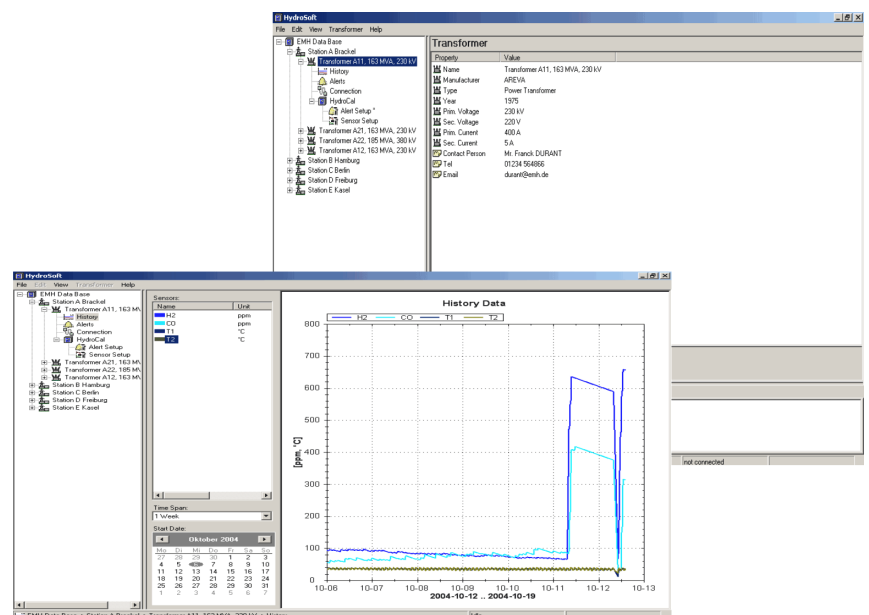 HydroSoft
File Edit View Transformer Help
EMH Data Base
Station A Brackel
Transformer A11, 163 MVA, 230 kV
History
Alerts
Connection
HydroCal
Alert Setup *
Sensor Setup
Transformer A21, 163 MVA, 230 kV
Transformer A22, 185 MVA, 380 kV
Transformer A12, 163 MVA, 230 kV
Station B Hamburg
Station C Berlin
Station D Freiburg
Station E Kasel
Transformer
Property Value
Name Transformer A11, 163 MVA, 230 kV
Manufacturer AREVA
Type Power Transformer
Year 1975
Prim. Voltage 230 kV
Sec. Voltage 220 V
Prim. Current 400 A
Sec. Current 5 A
Contact Person Mr. Franck DURANT
Tel 01234 564866
Email durant@emh.de
not connected
HydroSoft
File Edit View Transformer Help
EMH Data Base
Station A Brackel
Transformer A11, 163 M
History
Alerts
Connection
HydroCal
Alert Setup
Sensor Setup
Transformer A21, 163 M
Transformer A22, 185 M
Transformer A12, 163 M
Station B Hamburg
Station C Berlin
Station D Freiburg
Station E Kasel
Sensors:
Name Unit
H2 ppm
CO ppm
T1 °C
T2 °C
Time Span:
1 Week
Start Date:
Oktober 2004
Mo Di Mi Do Fr Sa So
27 28 29 30 1 2 3
4 5 7 8 9 10
11 12 13 14 15 16 17
18 19 20 21 22 23 24
25 26 27 28 29 30 31
1 2 3 4 5 6 7
History Data
H2 CO T1 T2
800
700
600
500
400
300
200
100
0
[ppm, °C]
10-06 10-07 10-08 10-09 10-10 10-11 10-12 10-13
2004-10-12 .. 2004-10-19